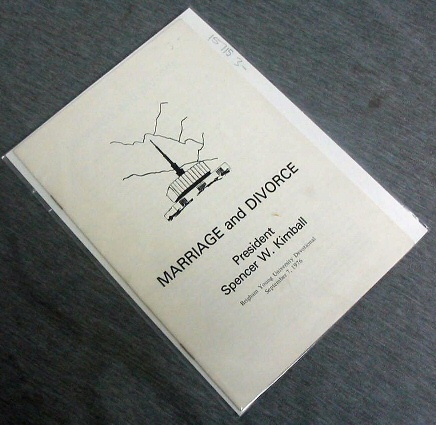 MARRIAGE and DIVORCE
President
Spencer W. Kimball
Brigham Young University Devotional
September 7, 1976